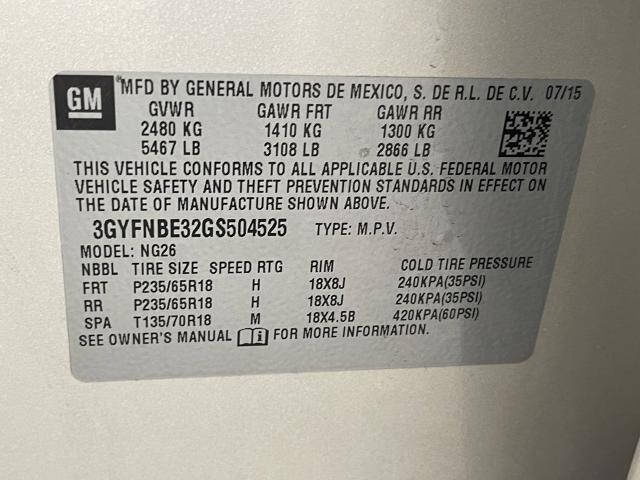 GM
MFD BY GENERAL MOTORS DE MEXICO, S. DE R.L. DE C.V. 07/15
GVWR GAWR FRT GAWR RR
2480 KG 1410 KG 1300 KG
5467 LB 3108 LB 2866 LB
THIS VEHICLE CONFORMS TO ALL APPLICABLE U.S. FEDERAL MOTOR
VEHICLE SAFETY AND THEFT PREVENTION STANDARDS IN EFFECT ON
THE DATE OF MANUFACTURE SHOWN ABOVE.
3GYFNBE32GS504525 TYPE: M.P.V.
MODEL: NG26
NBBL TIRE SIZE SPEED RTG RIM COLD TIRE PRESSURE
FRT P235/65R18 H 18X8J 240KPA(35PSI)
RR P235/65R18 H 18X8J 240KPA(35PSI)
SPA T135/70R18 M 18X4.5B 420KPA(60PSI)
SEE OWNER'S MANUAL FOR MORE INFORMATION.